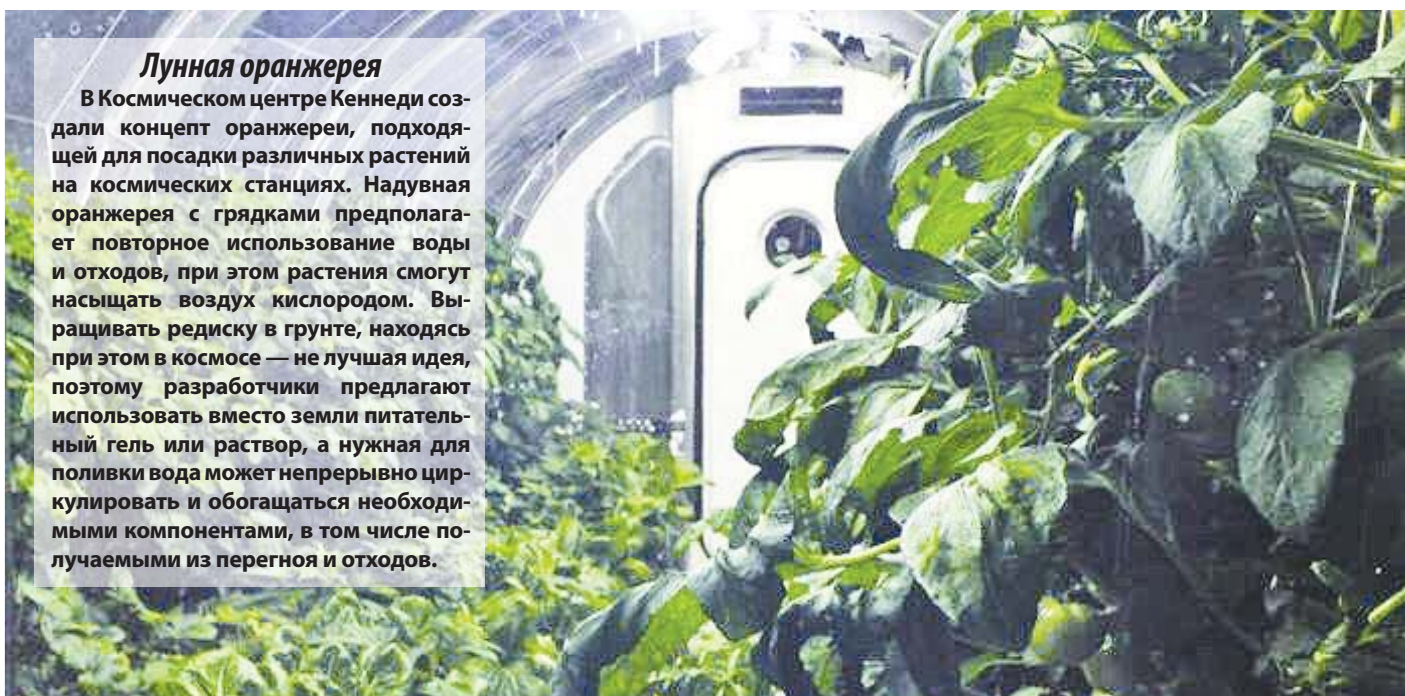 Лунная оранжерея
В Космическом центре Кеннеди соз-
дали концепт оранжереи, подходя-
щей для посадки различных растений
на космических станциях. Надувная
оранжерея с грядками предполага-
ет повторное использование воды
и отходов, при этом растения смогут
насыщать воздух кислородом. Вы-
ращивать редиску в грунте, находясь
при этом в космосе — не лучшая идея,
поэтому разработчики предлагают
использовать вместо земли питатель-
ный гель или раствор, а нужная для
поливки вода может непрерывно цир-
кулировать и обогащаться необходи-
мыми компонентами, в том числе по-
лучаемыми из перегноя и отходов.